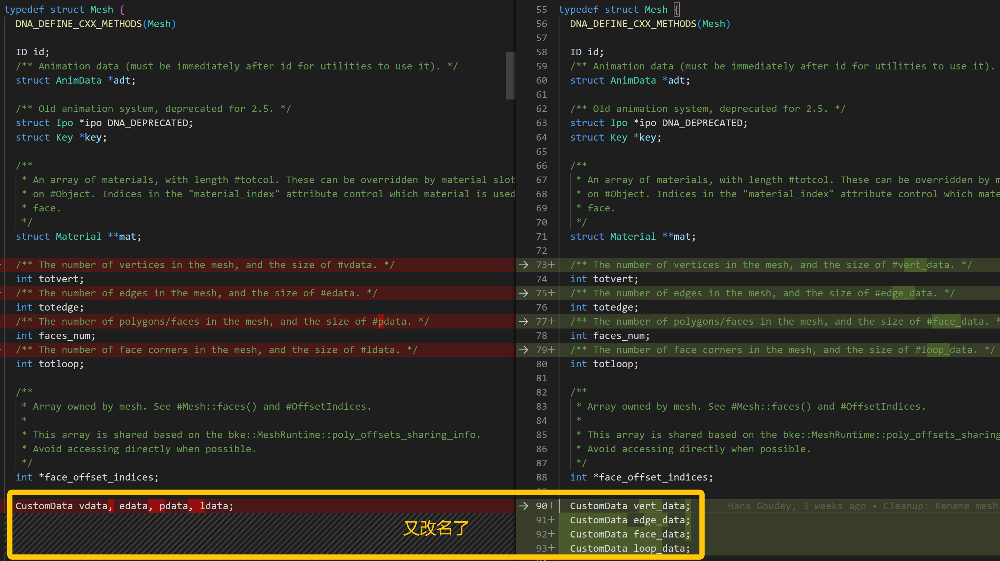 typedef struct Mesh {
DNA_DEFINE_CXX_METHODS(Mesh)
ID id;
/** Animation data (must be immediately after id for utilities to use it). */
struct AnimData *adt;
/** Old animation system, deprecated for 2.5. */
struct Ipo *ipo DNA_DEPRECATED;
struct Key *key;
/**
* An array of materials, with length #totcol. These can be overridden by material slot
* on #Object. Indices in the "material_index" attribute control which material is used
* face.
*/
struct Material **mat;
/** The number of vertices in the mesh, and the size of #vdata. */
int totvert;
/** The number of edges in the mesh, and the size of #edata. */
int totedge;
/** The number of polygons/faces in the mesh, and the size of #pdata. */
int faces_num;
/** The number of face corners in the mesh, and the size of #ldata. */
int totloop;
/**
* Array owned by mesh. See #Mesh::faces() and #OffsetIndices.
*
* This array is shared based on the bke::MeshRuntime::poly_offsets_sharing_info.
* Avoid accessing directly when possible.
*/
int *face_offset_indices;
CustomData vdata, edata, pdata, ldata;
又改名了
55 typedef struct Mesh {
56 DNA_DEFINE_CXX_METHODS(Mesh)
57
58 ID id;
59 /** Animation data (must be immediately after id for utilities to use it).
60 struct AnimData *adt;
61
62 /** Old animation system, deprecated for 2.5. */
63 struct Ipo *ipo DNA_DEPRECATED;
64 struct Key *key;
65
66 /**
67 * An array of materials, with length #totcol. These can be overridden by
68 * on #Object. Indices in the "material_index" attribute control which mate
69 * face.
70 */
71 struct Material **mat;
72
→ 73+ /** The number of vertices in the mesh, and the size of #vert_data. */
74 int totvert;
→ 75+ /** The number of edges in the mesh, and the size of #edge_data. */
76 int totedge;
→ 77+ /** The number of polygons/faces in the mesh, and the size of #face_data. *
78 int faces_num;
→ 79+ /** The number of face corners in the mesh, and the size of #loop_data. */
80 int totloop;
81
82 /**
83 * Array owned by mesh. See #Mesh::faces() and #OffsetIndices.
84 *
85 * This array is shared based on the bke::MeshRuntime::poly_offsets_sharing
86 * Avoid accessing directly when possible.
87 */
88 int *face_offset_indices;
→ 90+ CustomData vert_data; Hans Goudey, 3 weeks ago • Cleanup: Rename mesh
91+ CustomData edge_data;
92+ CustomData face_data;
93+ CustomData loop_data;